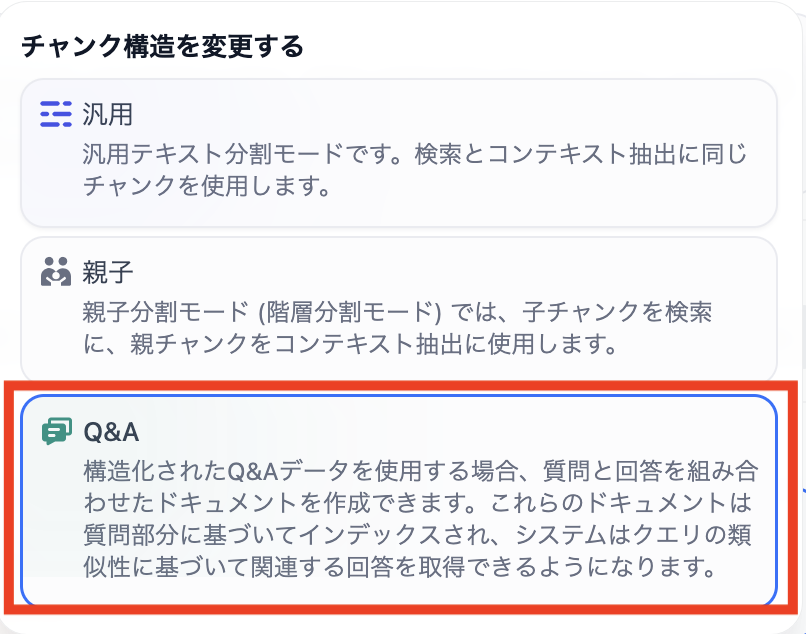 チャンク構造を変更する
汎用
汎用テキスト分割モードです。検索とコンテキスト抽出に同じ
チャンクを使用します。
親子
親子分割モード (階層分割モード) では、子チャンクを検索
に、親チャンクをコンテキスト抽出に使用します。
Q&A
構造化されたQ&Aデータを使用する場合、質問と回答を組み合
わせたドキュメントを作成できます。これらのドキュメントは
質問部分に基づいてインデックスされ、システムはクエリの類
似性に基づいて関連する回答を取得できるようになります。